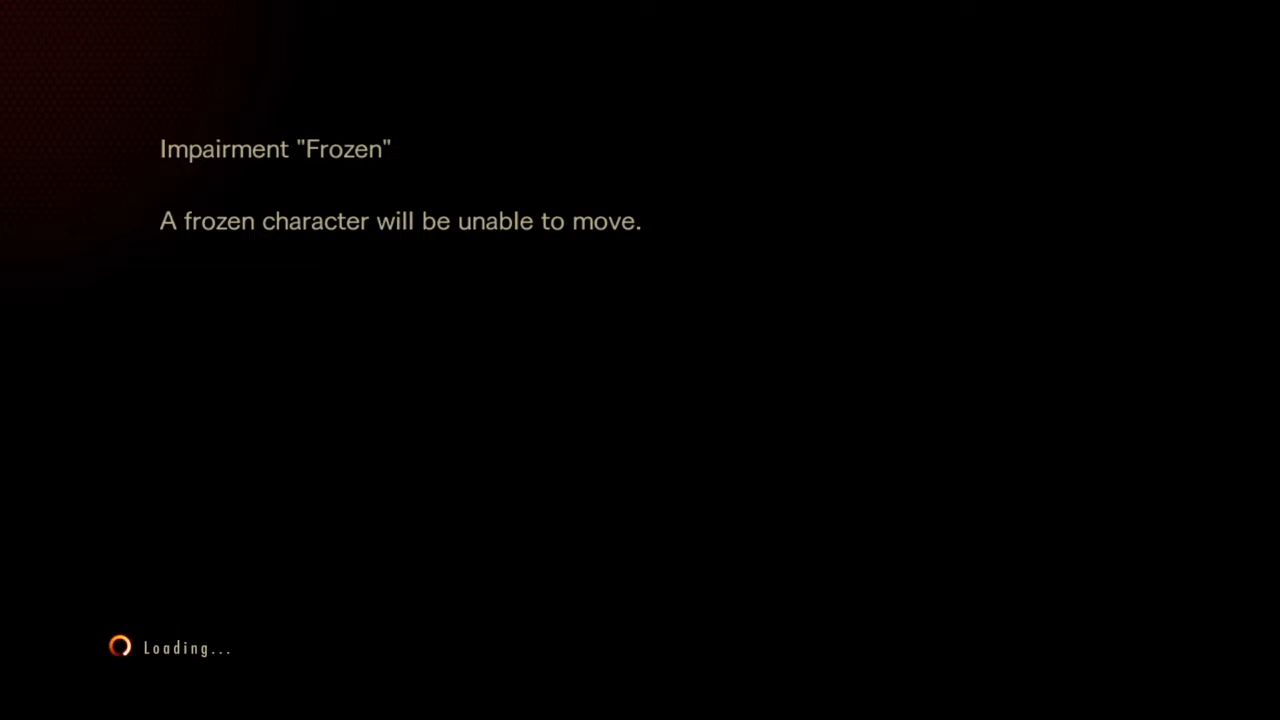 Impairment "Frozen"
A frozen character will be unable to move.
Loading...